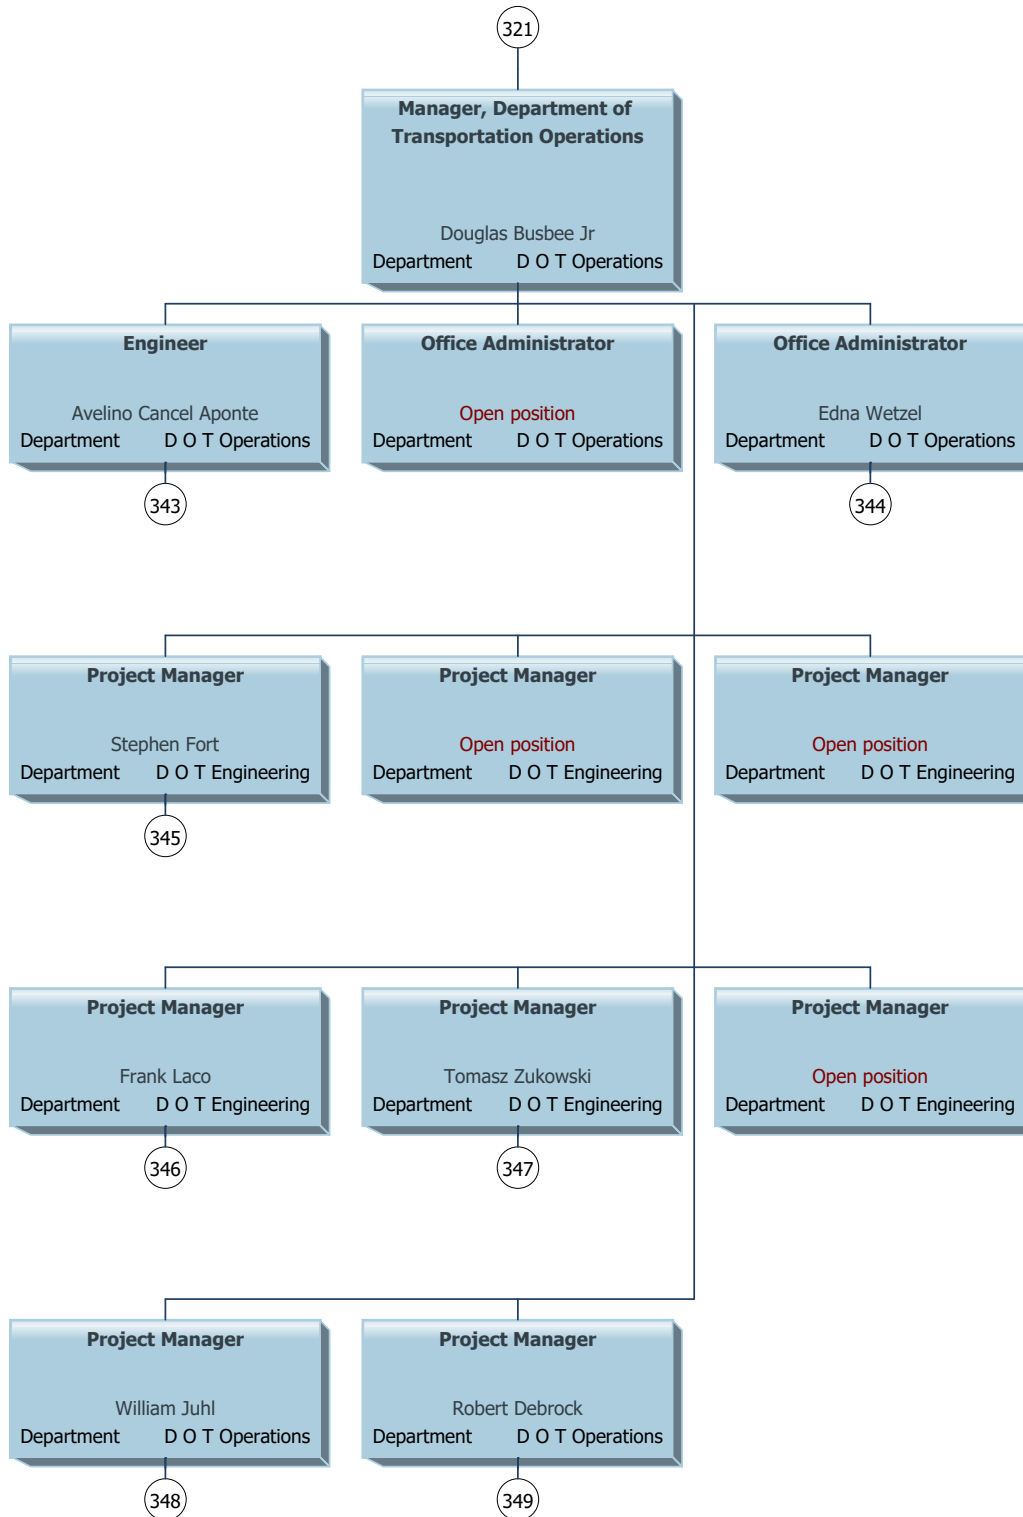 321
Manager, Department of
Transportation Operations
Douglas Busbee Jr
Department D O T Operations
Engineer
Avelino Cancel Aponte
Department D O T Operations
343
Office Administrator
Open position
Department D O T Operations
Office Administrator
Edna Wetzel
Department D O T Operations
344
Project Manager
Stephen Fort
Department D O T Engineering
345
Project Manager
Open position
Department D O T Engineering
Project Manager
Open position
Department D O T Engineering
Project Manager
Frank Laco
Department D O T Engineering
346
Project Manager
Tomasz Zukowski
Department D O T Engineering
347
Project Manager
Open position
Department D O T Engineering
Project Manager
William Juhl
Department D O T Operations
348
Project Manager
Robert Debrock
Department D O T Operations
349